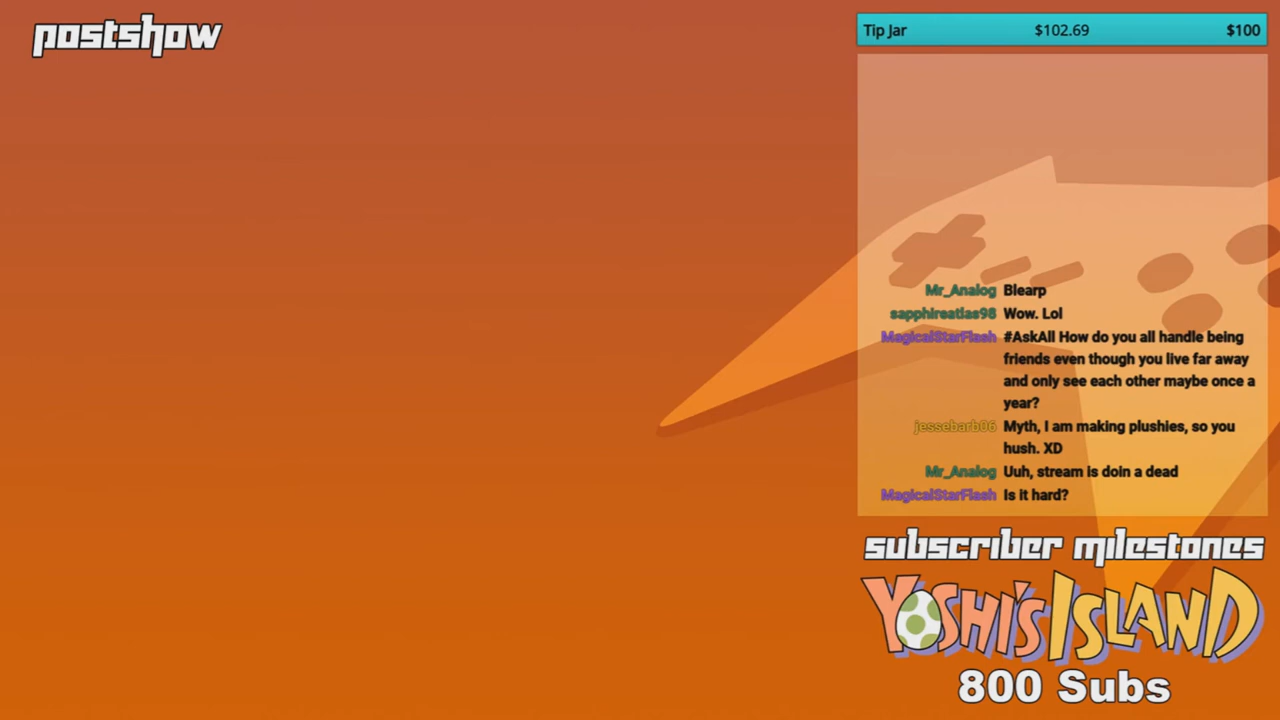 postshow
Tip Jar $102.69 $100
Mr_Analog Blearp
sapphireatlas98 Wow. Lol
MagicalStarFlash #AskAll How do you all handle being
friends even though you live far away
and only see each other maybe once a
year?
jessebarb06 Myth, I am making plushies, so you
hush. XD
Mr_Analog Uuh, stream is doin a dead
MagicalStarFlash Is it hard?
subscriber milestones
YOSHI'S ISLAND
800 Subs